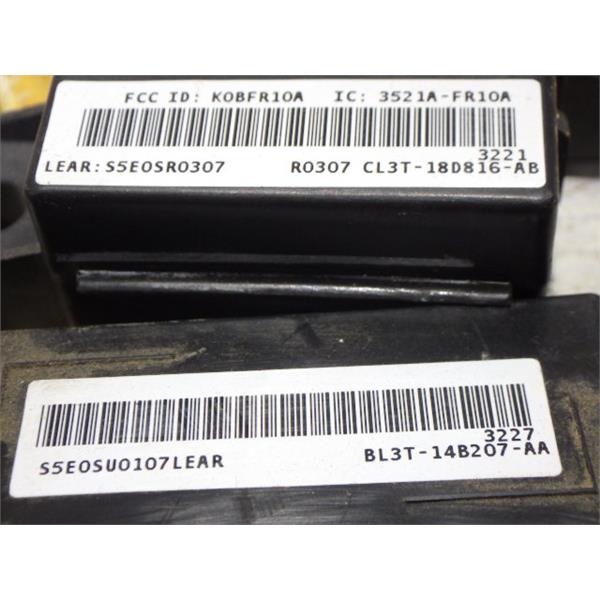 FCC ID: KOBFR10A IC: 3521A-FR10A
3221
LEAR: S5E0SR0307 R0307 CL3T-18D816-AB
3227
S5E0SU0107LEAR BL3T-14B207-AA